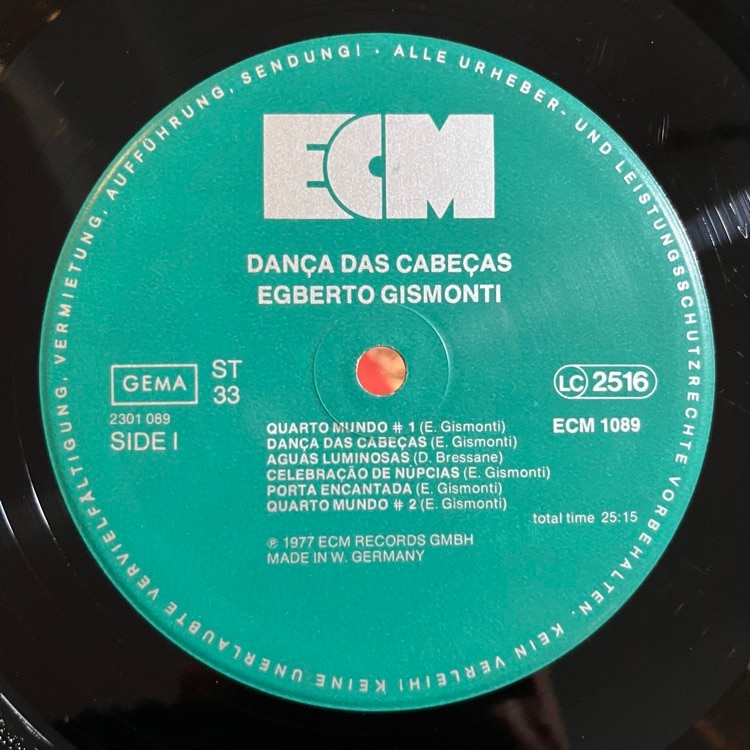 ALLE URHEBER- UND LEISTUNGSSCHUTZRECHTE VORBEHALTEN. KEIN VERLEIH! KEINE UNERLAUBTE VERVIELFÄLTIGUNG, VERMIETUNG, AUFFÜHRUNG, SENDUNG! ·
ECM
DANÇA DAS CABEÇAS
EGBERTO GISMONTI
GEMA
ST
33
LC 2516
2301 089
SIDE I
ECM 1089
QUARTO MUNDO # 1 (E. Gismonti)
DANÇA DAS CABEÇAS (E. Gismonti)
AGUAS LUMINOSAS (D. Bressane)
CELEBRAÇAO DE NÚPCIAS (E. Gismonti)
PORTA ENCANTADA (E. Gismonti)
QUARTO MUNDO # 2 (E. Gismonti)
total time 25:15
℗ 1977 ECM RECORDS GMBH
MADE IN W. GERMANY